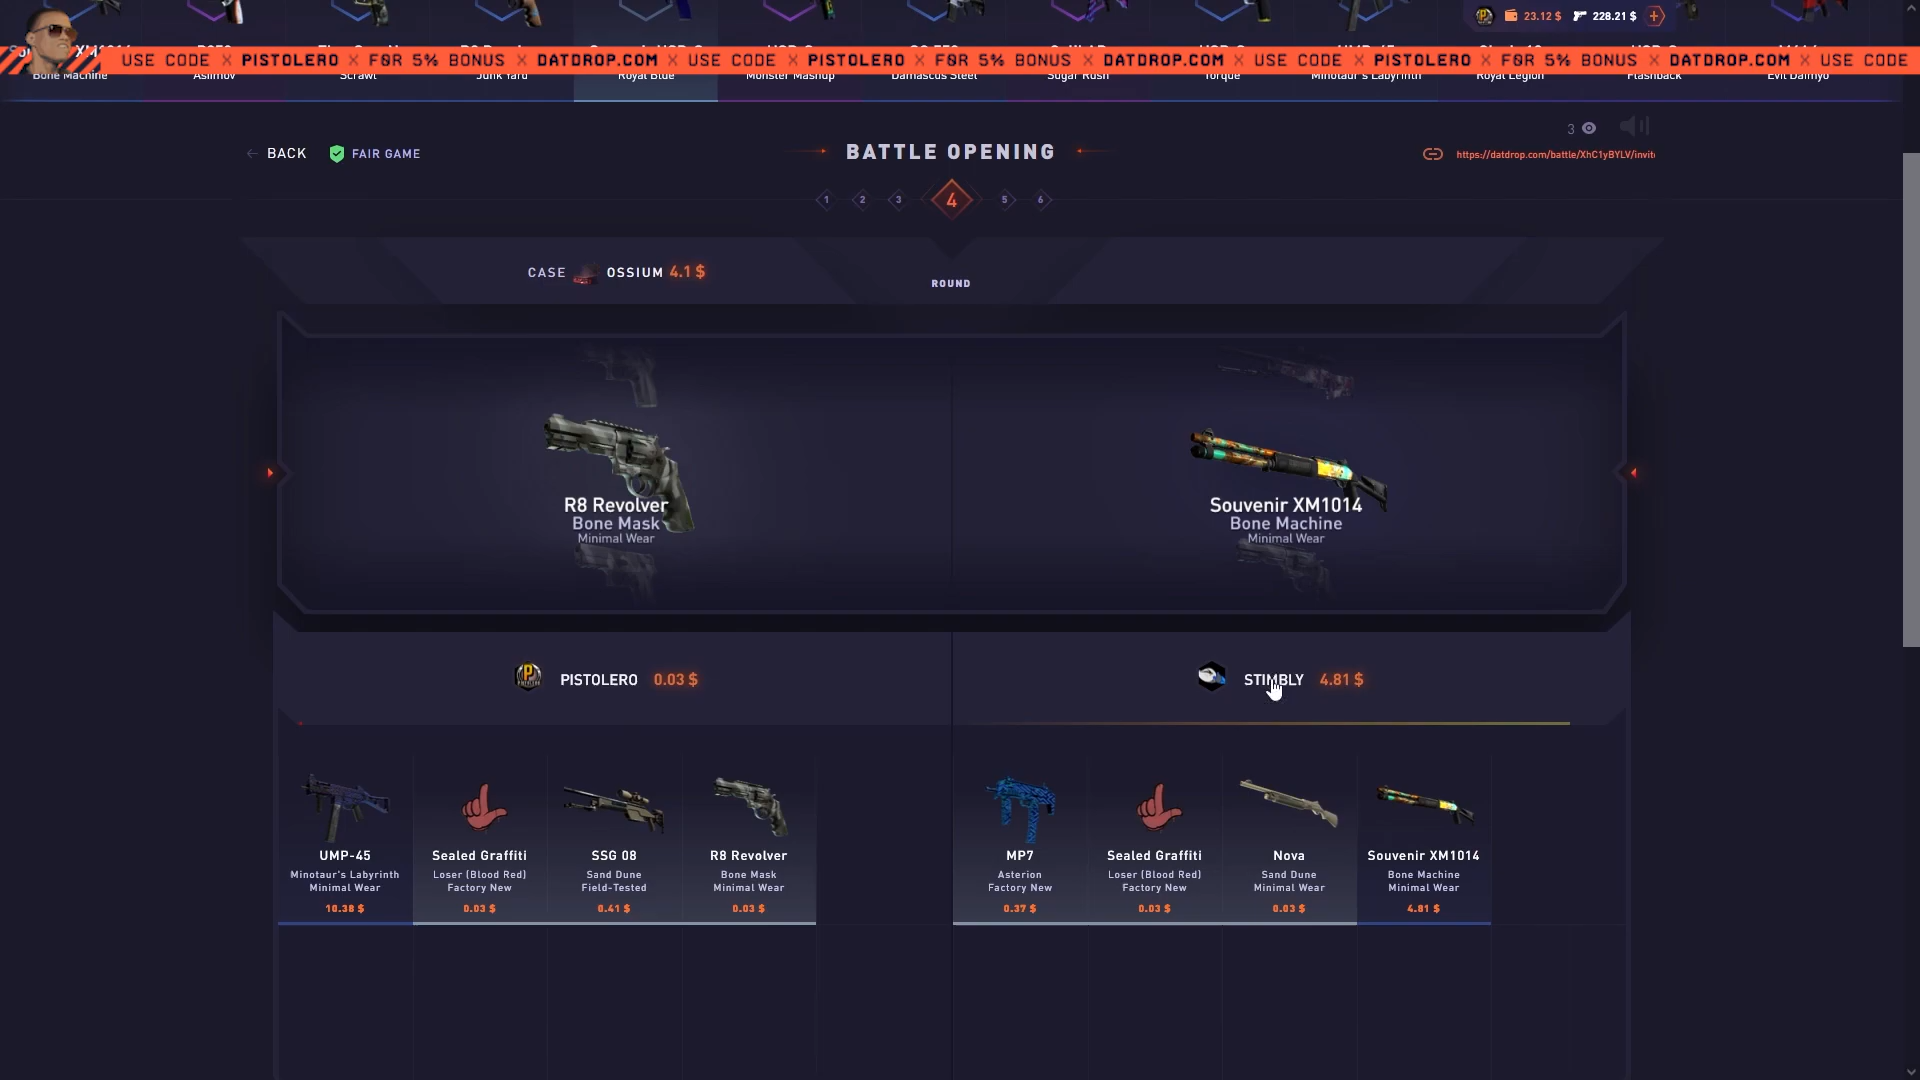 23.12 $ 228.21 $
USE CODE X PISTOLERO X FØR 5% BONUS X DATDROP.COM X USE CODE X PISTOLERO X FØR 5% BONUS X DATDROP.COM X USE CODE X PISTOLERO X FØR 5% BONUS X DATDROP.COM X USE CODE
Bone Machine Asiimov Scrawl Junk Yard Royal Blue Monster Mashup Damascus Steel Sugar Rush Torque Minotaur's Labyrinth Royal Legion Flashback Evil Daimyo
3
BACK FAIR GAME BATTLE OPENING https://datdrop.com/battle/XhC1yBYLV/invit
1 2 3 4 5 6
CASE OSSIUM 4.1 $
ROUND
R8 Revolver
Bone Mask
Minimal Wear
Souvenir XM1014
Bone Machine
Minimal Wear
PISTOLERO 0.03 $
STIMBLY 4.81 $
UMP-45
Minotaur's Labyrinth
Minimal Wear
10.38 $
Sealed Graffiti
Loser (Blood Red)
Factory New
0.03 $
SSG 08
Sand Dune
Field-Tested
0.41 $
R8 Revolver
Bone Mask
Minimal Wear
0.03 $
MP7
Asterion
Factory New
0.37 $
Sealed Graffiti
Loser (Blood Red)
Factory New
0.03 $
Nova
Sand Dune
Minimal Wear
0.03 $
Souvenir XM1014
Bone Machine
Minimal Wear
4.81 $